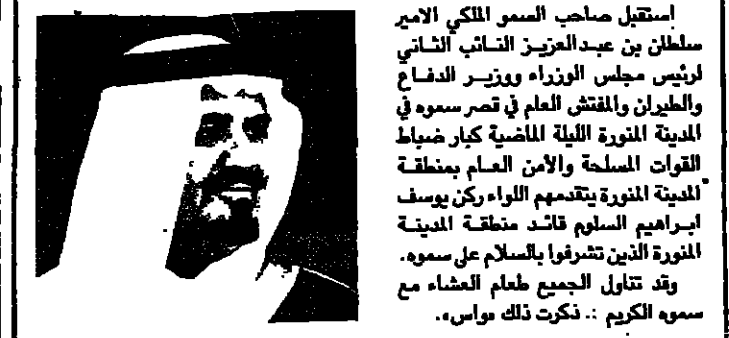 إستقبل صاحب السمو الملكي الامير
سلطان بن عبدالعزيز النائب الثاني
لرئيس مجلس الوزراء ووزير الدفاع
والطيران والمفتش العام في قصر سموه في
المدينة المنورة الليلة الماضية كبار ضباط
القوات المسلحة والأمن العام بمنطقة
المدينة المنورة يتقدمهم اللواء ركن يوسف
ابراهيم السلوم قائد منطقة المدينة
المنورة الذين تشرفوا بالسلام على سموه.
وقد تناول الجميع طعام العشاء مع
سموه الكريم :. ذكرت ذلك «واس».